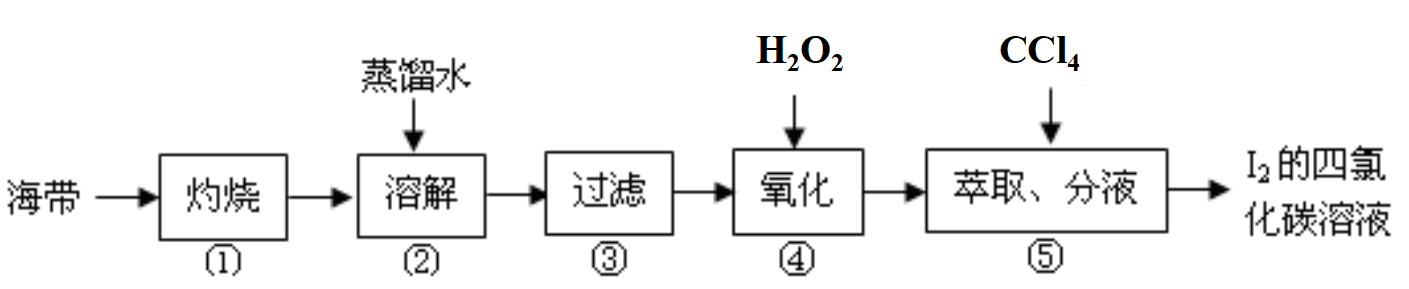 H₂O₂
CCl₄
蒸馏水
海带
灼烧
溶解
过滤
氧化
萃取、分液
I₂的四氯
化碳溶液
①
②
③
④
⑤